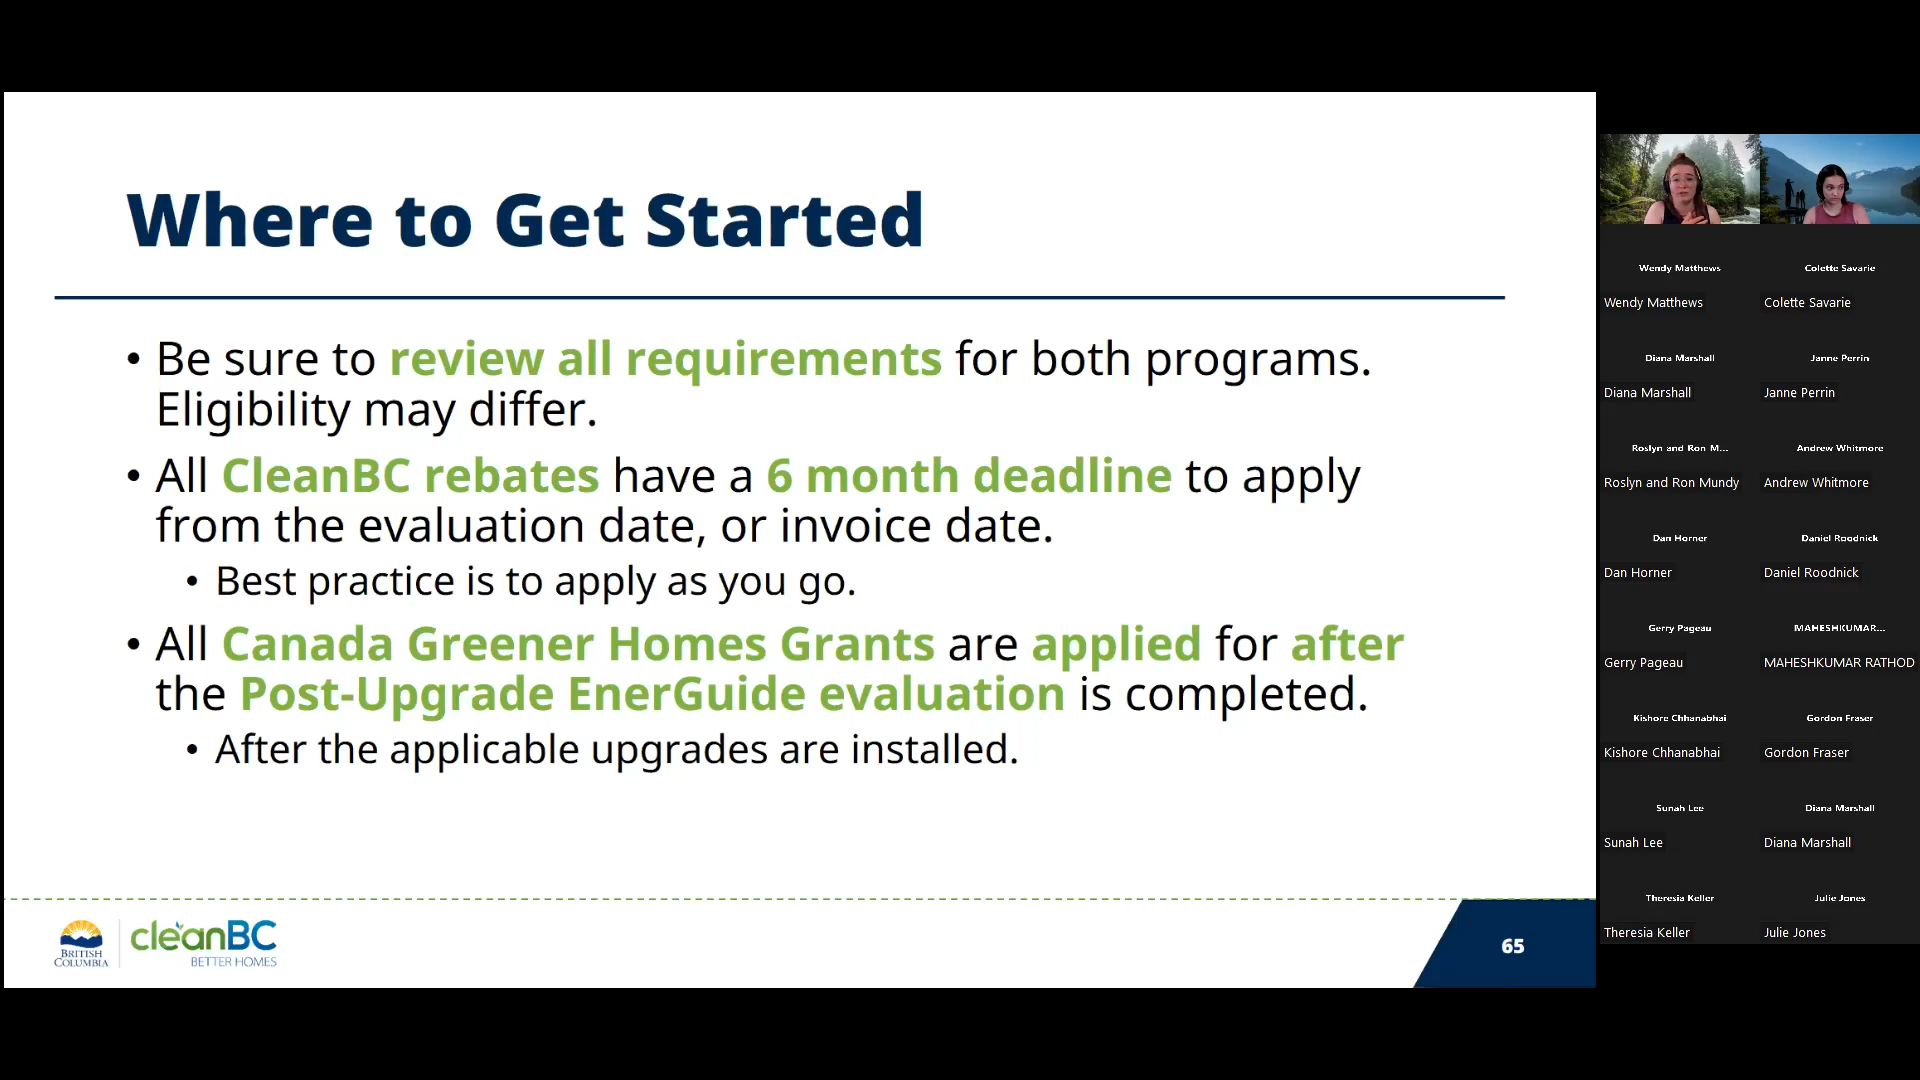 Where to Get Started
• Be sure to review all requirements for both programs.
Eligibility may differ.
• All CleanBC rebates have a 6 month deadline to apply
from the evaluation date, or invoice date.
• Best practice is to apply as you go.
• All Canada Greener Homes Grants are applied for after
the Post-Upgrade EnerGuide evaluation is completed.
• After the applicable upgrades are installed.
BRITISH
COLUMBIA
cleanBC
BETTER HOMES
65
Wendy Matthews
Wendy Matthews
Colette Savarie
Colette Savarie
Diana Marshall
Diana Marshall
Janne Perrin
Janne Perrin
Roslyn and Ron M...
Roslyn and Ron Mundy
Andrew Whitmore
Andrew Whitmore
Dan Horner
Dan Horner
Daniel Roodnick
Daniel Roodnick
Gerry Pageau
Gerry Pageau
MAHESHKUMAR...
MAHESHKUMAR RATHOD
Kishore Chhanabhai
Kishore Chhanabhai
Gordon Fraser
Gordon Fraser
Sunah Lee
Sunah Lee
Diana Marshall
Diana Marshall
Theresia Keller
Theresia Keller
Julie Jones
Julie Jones